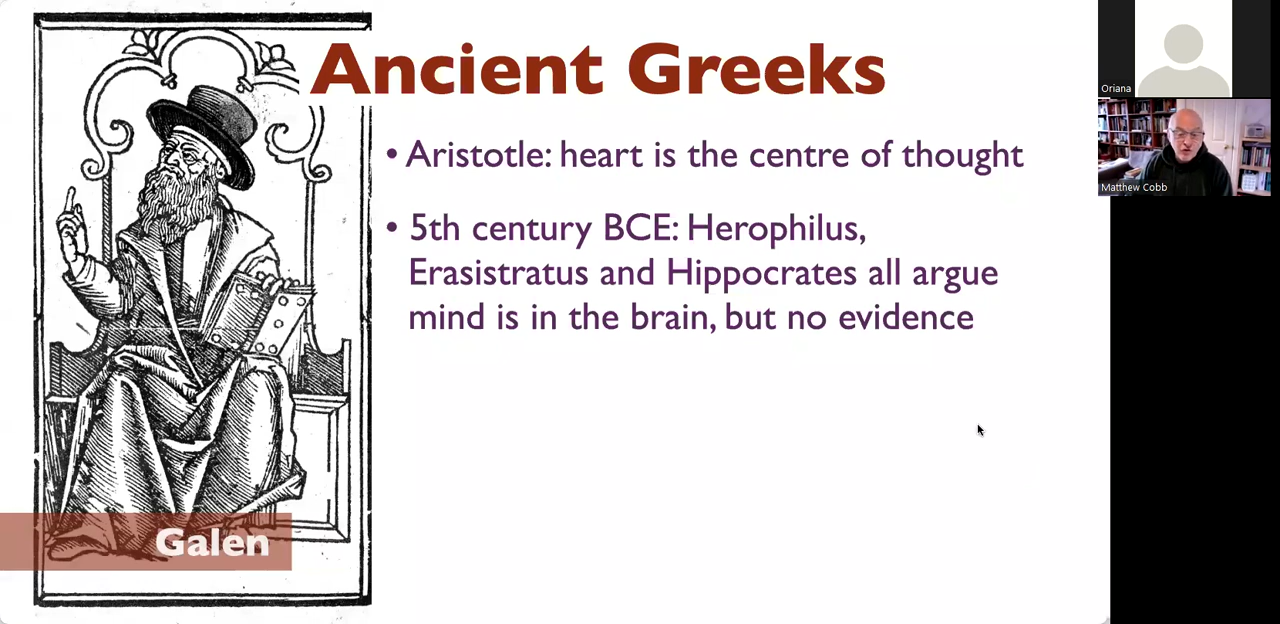 Ancient Greeks
• Aristotle: heart is the centre of thought
• 5th century BCE: Herophilus,
Erasistratus and Hippocrates all argue
mind is in the brain, but no evidence
Galen
Oriana
Matthew Cobb